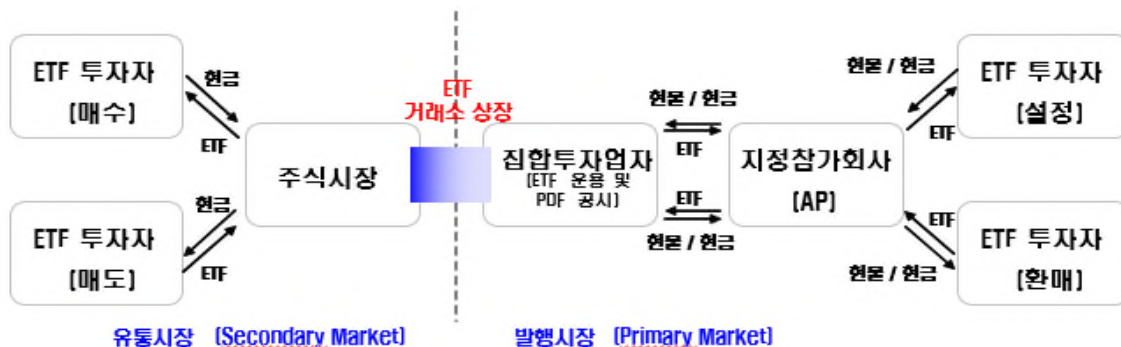 ETF 투자자
[매수]
현금
ETF
ETF 투자자
[매도]
현금
ETF
주식시장
ETF
거래소 상장
집합투자업자
[ETF 운용 및
PDF 공시]
현물 / 현금
ETF
ETF
현물 / 현금
지정참가회사
[AP]
현물 / 현금
ETF
ETF 투자자
[설정]
ETF
현물 / 현금
ETF 투자자
[환매]
유통시장 [Secondary Market]
발행시장 [Primary Market]